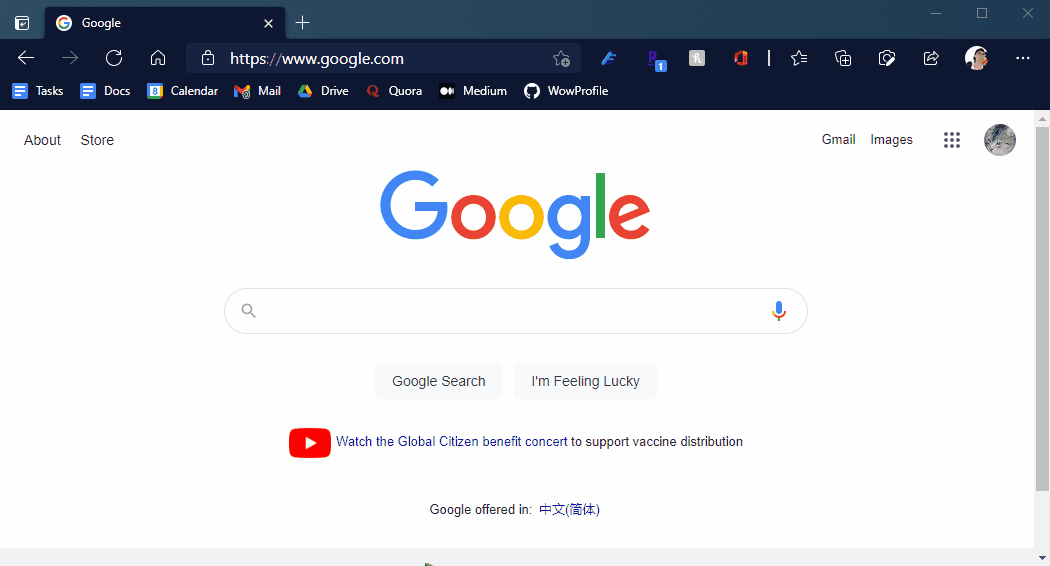 Google
https://www.google.com
1
Tasks Docs 8 Calendar Mail Drive Quora Medium WowProfile
About Store Gmail Images
Google
Google Search I'm Feeling Lucky
Watch the Global Citizen benefit concert to support vaccine distribution
Google offered in: 中文(简体)